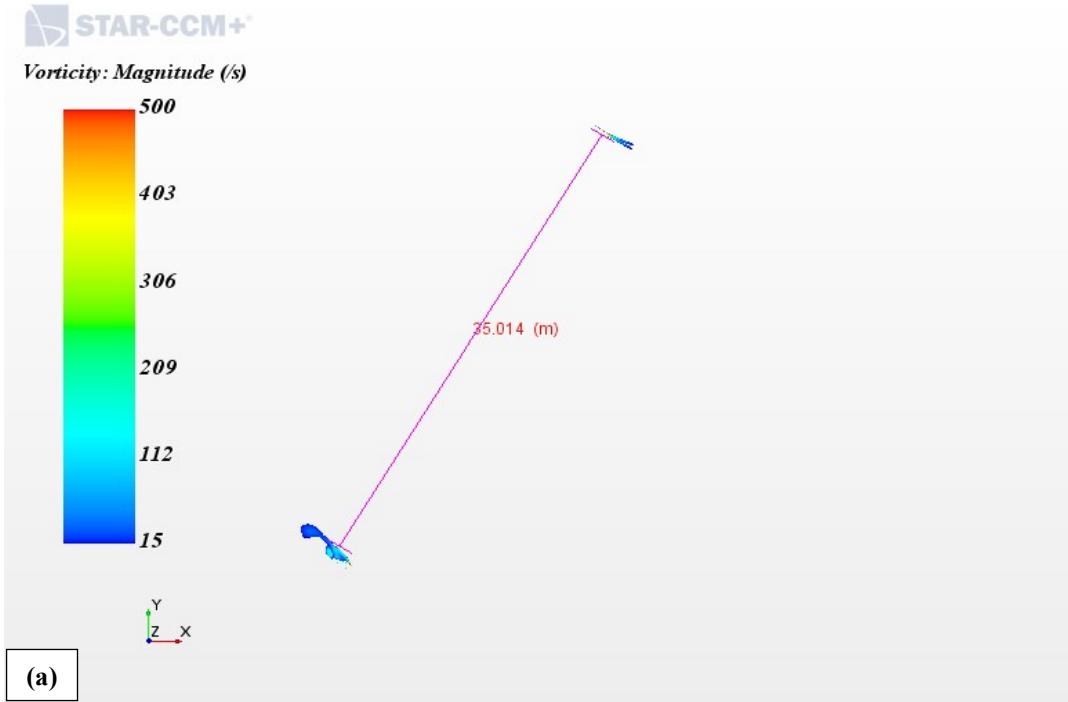 STAR-CCM+
Vorticity: Magnitude (/s)
500
403
306
209
112
15
35.014 (m)
Y
Z X
(a)